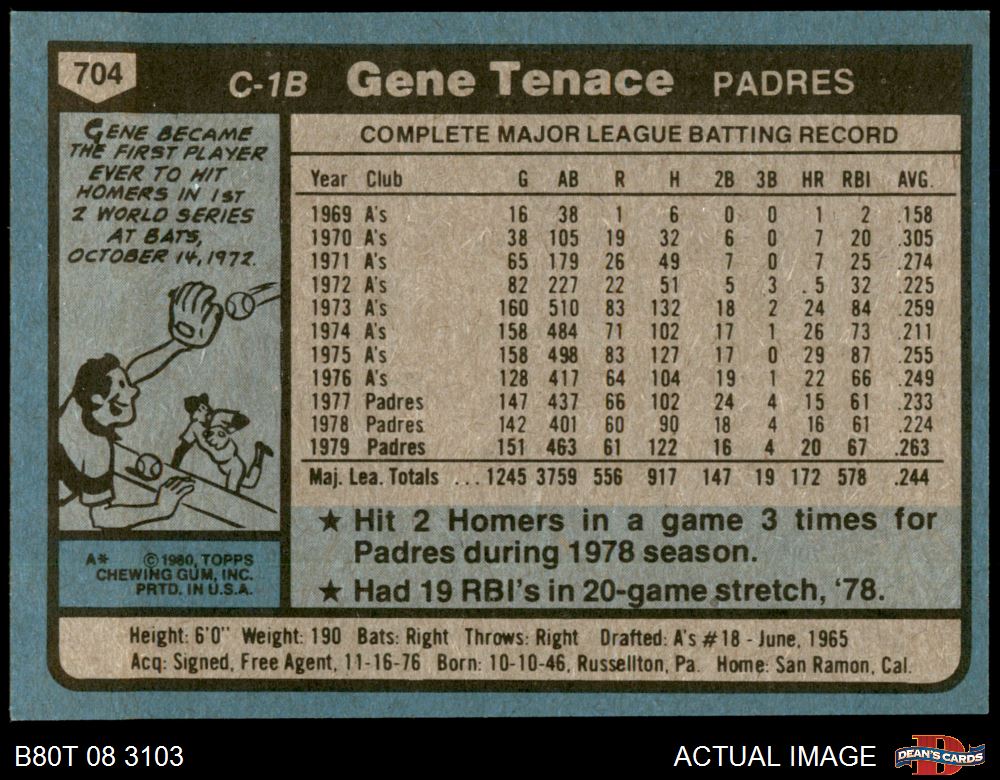 704 C-1B Gene Tenace PADRES
GENE BECAME
THE FIRST PLAYER
EVER TO HIT
HOMERS IN 1ST
2 WORLD SERIES
AT BATS,
OCTOBER 14, 1972.
COMPLETE MAJOR LEAGUE BATTING RECORD
Year Club G AB R H 2B 3B HR RBI AVG.
1969 A's 16 38 1 6 0 0 1 2 .158
1970 A's 38 105 19 32 6 0 7 20 .305
1971 A's 65 179 26 49 7 0 7 25 .274
1972 A's 82 227 22 51 5 3 5 32 .225
1973 A's 160 510 83 132 18 2 24 84 .259
1974 A's 158 484 71 102 17 1 26 73 .211
1975 A's 158 498 83 127 17 0 29 87 .255
1976 A's 128 417 64 104 19 1 22 66 .249
1977 Padres 147 437 66 102 24 4 15 61 .233
1978 Padres 142 401 60 90 18 4 16 61 .224
1979 Padres 151 463 61 122 16 4 20 67 .263
Maj. Lea. Totals ... 1245 3759 556 917 147 19 172 578 .244
★ Hit 2 Homers in a game 3 times for
Padres during 1978 season.
★ Had 19 RBI's in 20-game stretch, '78.
A* © 1980, TOPPS
CHEWING GUM, INC.
PRTD. IN U.S.A.
Height: 6'0" Weight: 190 Bats: Right Throws: Right Drafted: A's #18 - June, 1965
Acq: Signed, Free Agent, 11-16-76 Born: 10-10-46, Russellton, Pa. Home: San Ramon, Cal.
B80T 08 3103
ACTUAL IMAGE
D
DEAN'S CARDS